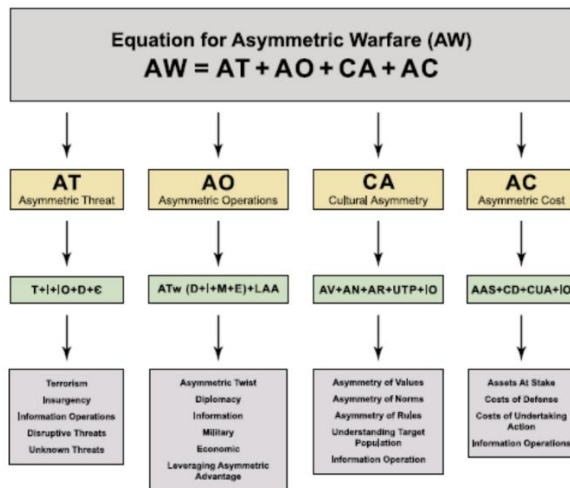 Equation for Asymmetric Warfare (AW)
AW = AT + AO + CA + AC
AT
Asymmetric Threat
AO
Asymmetric Operations
CA
Cultural Asymmetry
AC
Asymmetric Cost
T+I+IO+D+Є
ATw (D+I+M+E)+LAA
AV+AN+AR+UTP+IO
AAS+CD+CUA+IO
Terrorism
Insurgency
Information Operations
Disruptive Threats
Unknown Threats
Asymmetric Twist
Diplomacy
Information
Military
Economic
Leveraging Asymmetric
Advantage
Asymmetry of Values
Asymmetry of Norms
Asymmetry of Rules
Understanding Target
Population
Information Operation
Assets At Stake
Costs of Defense
Costs of Undertaking
Action
Information Operations